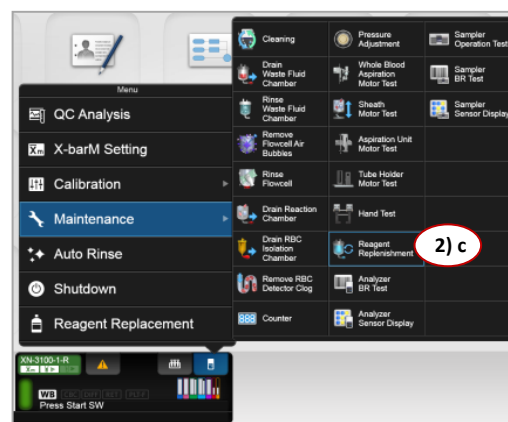 Menu
QC Analysis
X-barM Setting
Calibration
Maintenance
Auto Rinse
Shutdown
Reagent Replacement
Cleaning
Drain
Waste Fluid
Chamber
Rinse
Waste Fluid
Chamber
Remove
Flowcell Air
Bubbles
Rinse
Flowcell
Drain Reaction
Chamber
Drain RBC
Isolation
Chamber
Remove RBC
Detector Clog
Counter
Pressure
Adjustment
Whole Blood
Aspiration
Motor Test
Sheath
Motor Test
Aspiration Unit
Motor Test
Tube Holder
Motor Test
Hand Test
Reagent
Replenishment
2) c
Analyzer
BR Test
Analyzer
Sensor Display
Sampler
Operation Test
Sampler
BR Test
Sampler
Sensor Display
XN-3100-1-R
WB CBC DIFF RET PLT-F
Press Start SW